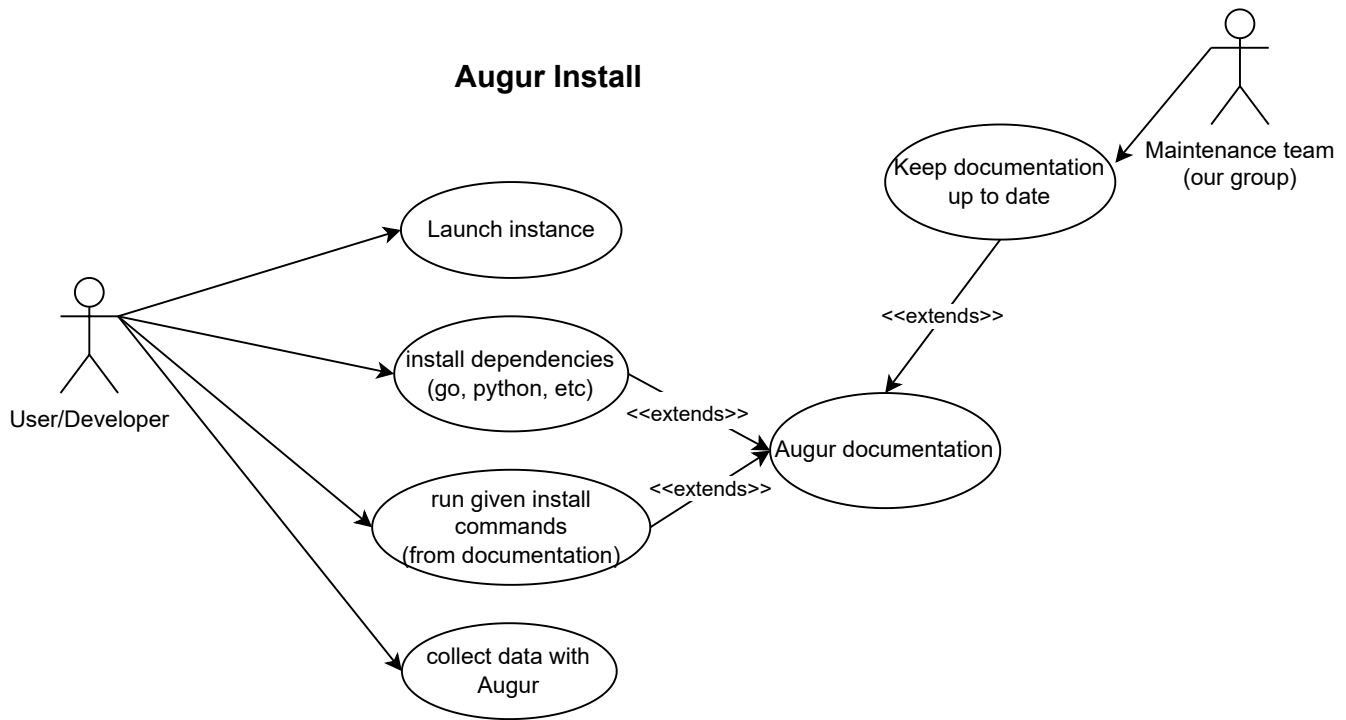 Augur Install
Maintenance team
(our group)
Keep documentation
up to date
Launch instance
<<extends>>
install dependencies
(go, python, etc)
User/Developer
<<extends>>
Augur documentation
<<extends>>
run given install
commands
(from documentation)
collect data with
Augur